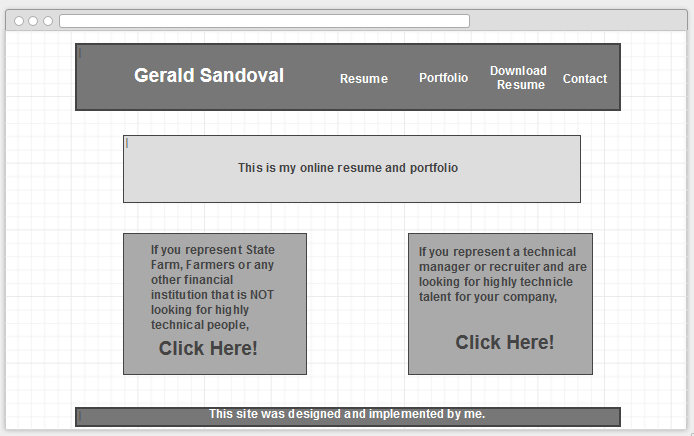 Gerald Sandoval
Resume
Portfolio
Download
Resume
Contact
This is my online resume and portfolio
If you represent State
Farm, Farmers or any
other financial
institution that is NOT
looking for highly
technical people,
Click Here!
If you represent a technical
manager or recruiter and are
looking for highly technicle
talent for your company,
Click Here!
This site was designed and implemented by me.